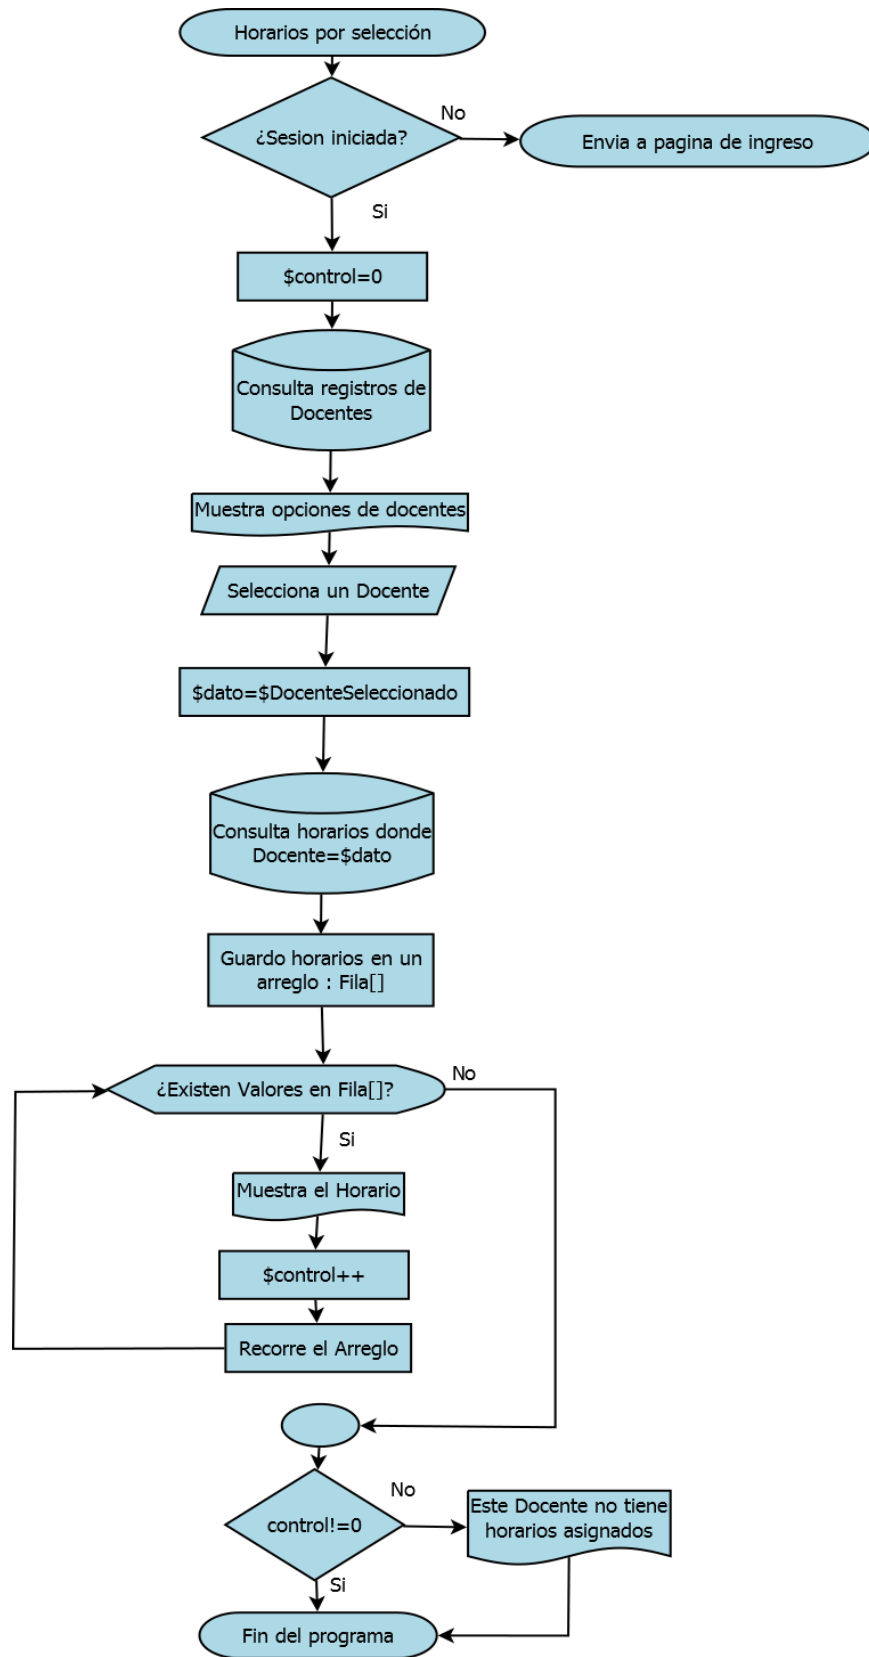 Horarios por selección
No
¿Sesion iniciada?
Envia a pagina de ingreso
Si
$control=0
Consulta registros de
Docentes
Muestra opciones de docentes
Selecciona un Docente
$dato=$DocenteSeleccionado
Consulta horarios donde
Docente=$dato
Guardo horarios en un
arreglo : Fila[]
¿Existen Valores en Fila[]?
No
Si
Muestra el Horario
$control++
Recorre el Arreglo
control!=0
No
Este Docente no tiene
horarios asignados
Si
Fin del programa